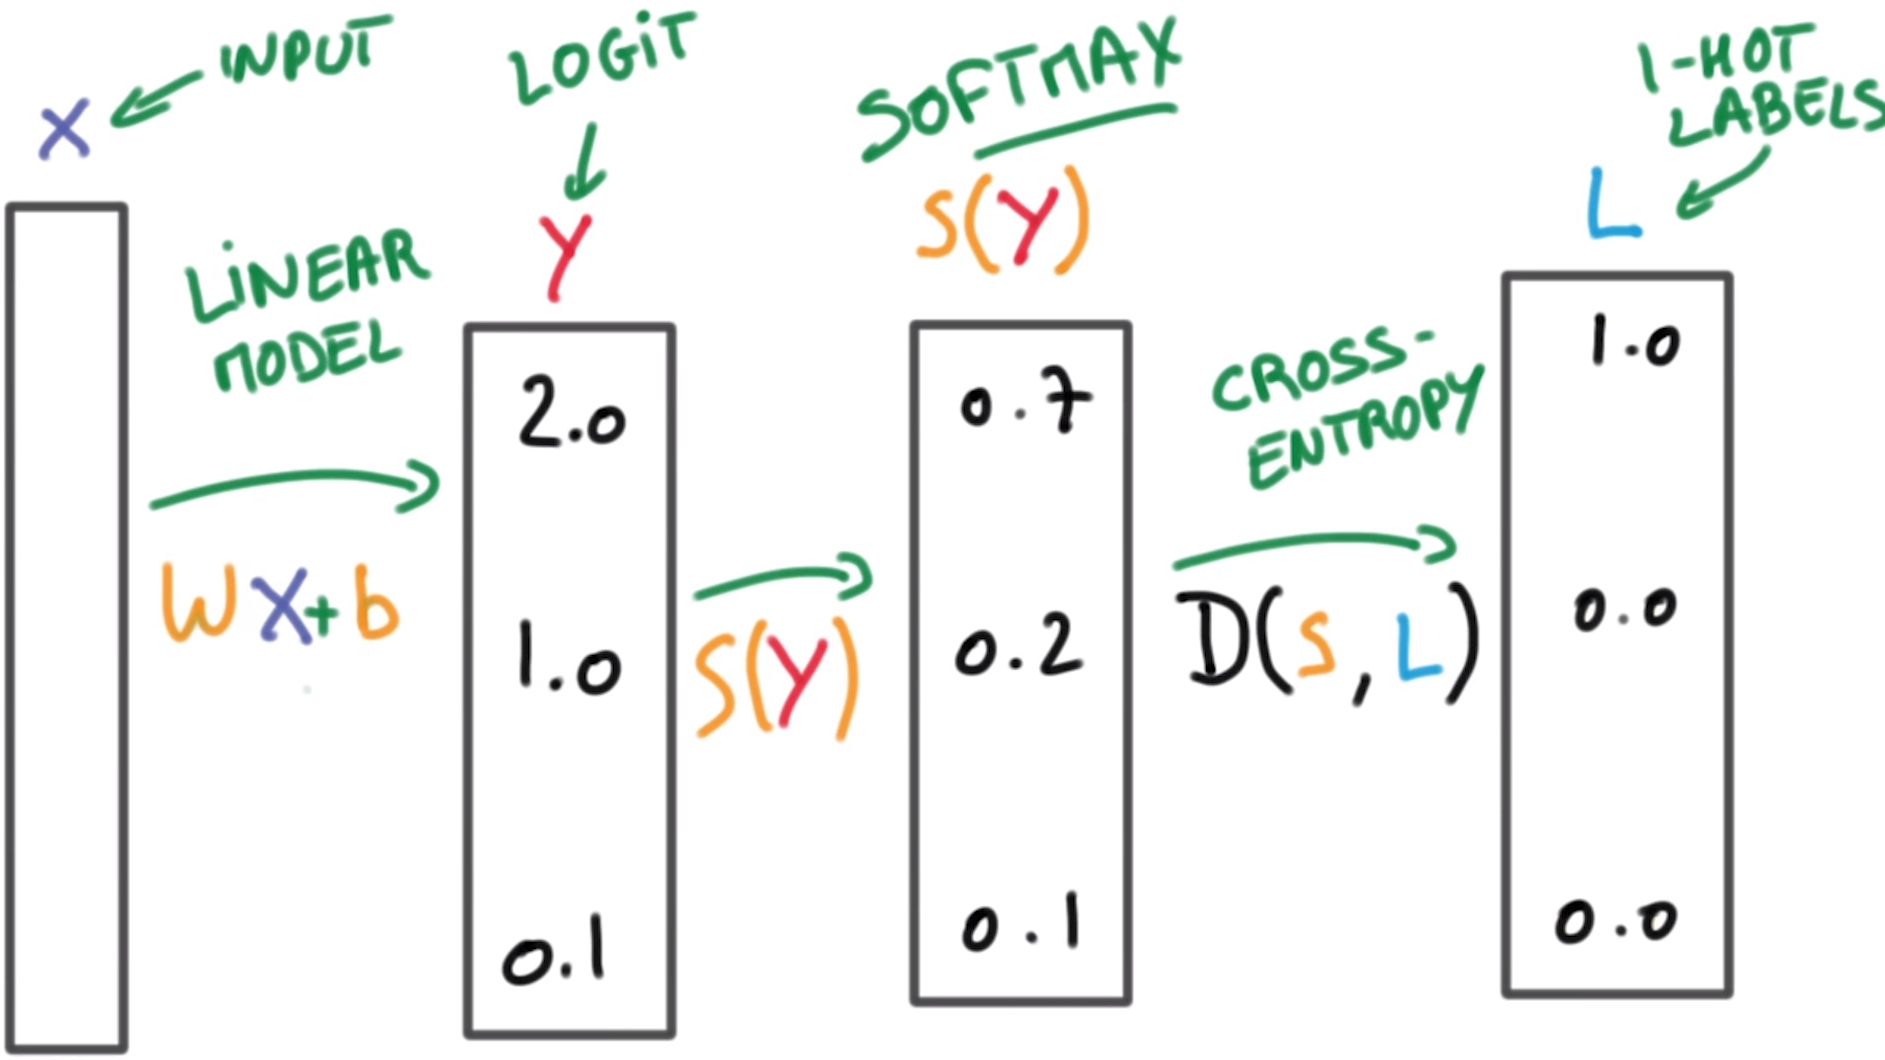 X
INPUT
LINEAR
MODEL
WX+b
LOGIT
Y
2.0
1.0
0.1
S(Y)
SOFTMAX
S(Y)
0.7
0.2
0.1
CROSS-
ENTROPY
D(S,L)
1-HOT
LABELS
L
1.0
0.0
0.0